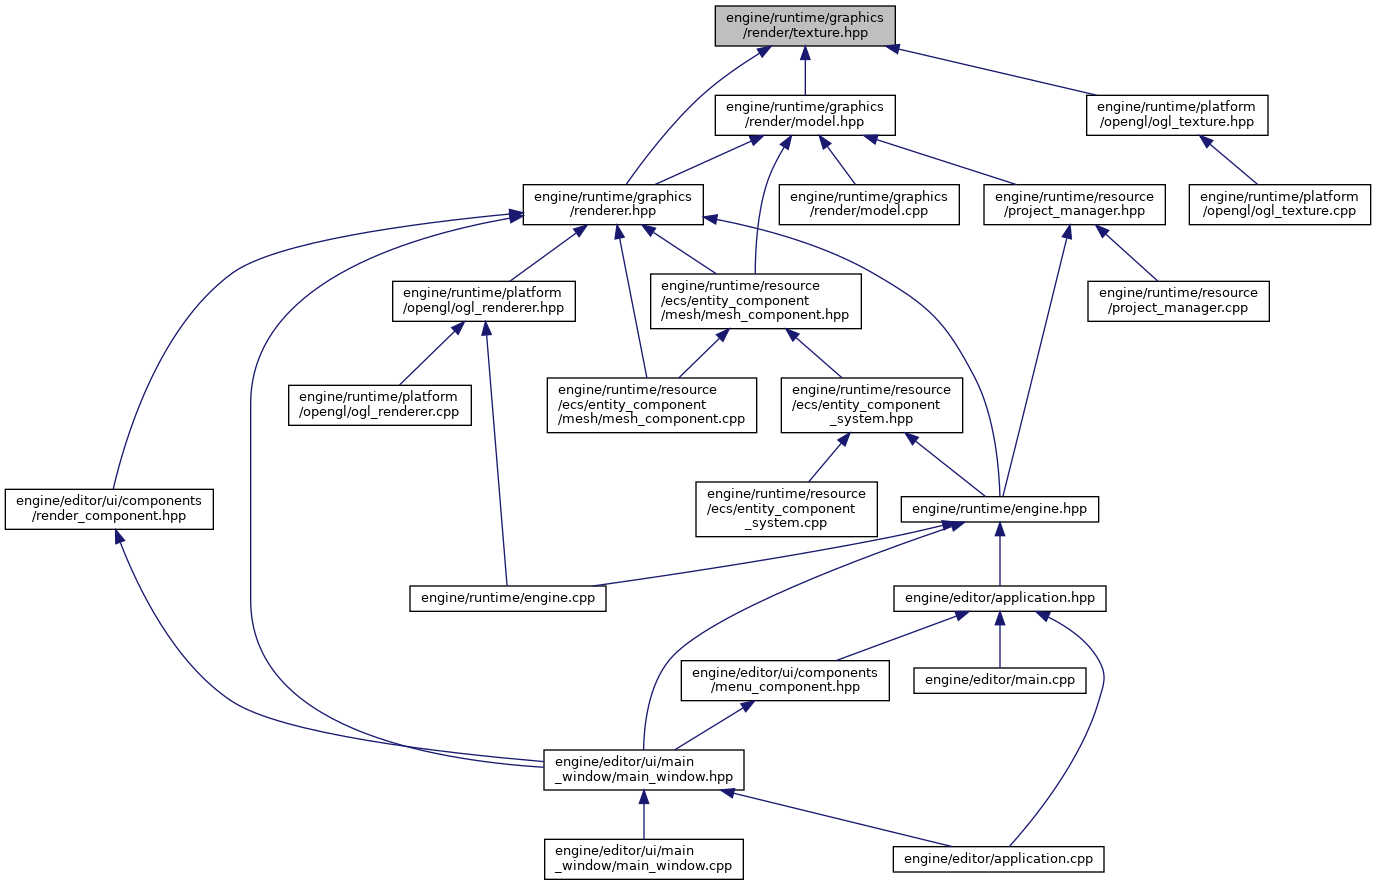 engine/runtime/graphics
/render/texture.hpp
engine/runtime/graphics
/render/model.hpp
engine/runtime/platform
/opengl/ogl_texture.hpp
engine/runtime/graphics
/renderer.hpp
engine/runtime/graphics
/render/model.cpp
engine/runtime/resource
/project_manager.hpp
engine/runtime/platform
/opengl/ogl_texture.cpp
engine/runtime/platform
/opengl/ogl_renderer.hpp
engine/runtime/resource
/ecs/entity_component
/mesh/mesh_component.hpp
engine/runtime/resource
/project_manager.cpp
engine/runtime/platform
/opengl/ogl_renderer.cpp
engine/runtime/resource
/ecs/entity_component
/mesh/mesh_component.cpp
engine/runtime/resource
/ecs/entity_component
_system.hpp
engine/editor/ui/components
/render_component.hpp
engine/runtime/resource
/ecs/entity_component
_system.cpp
engine/runtime/engine.hpp
engine/runtime/engine.cpp
engine/editor/application.hpp
engine/editor/ui/components
/menu_component.hpp
engine/editor/main.cpp
engine/editor/ui/main
_window/main_window.hpp
engine/editor/ui/main
_window/main_window.cpp
engine/editor/application.cpp